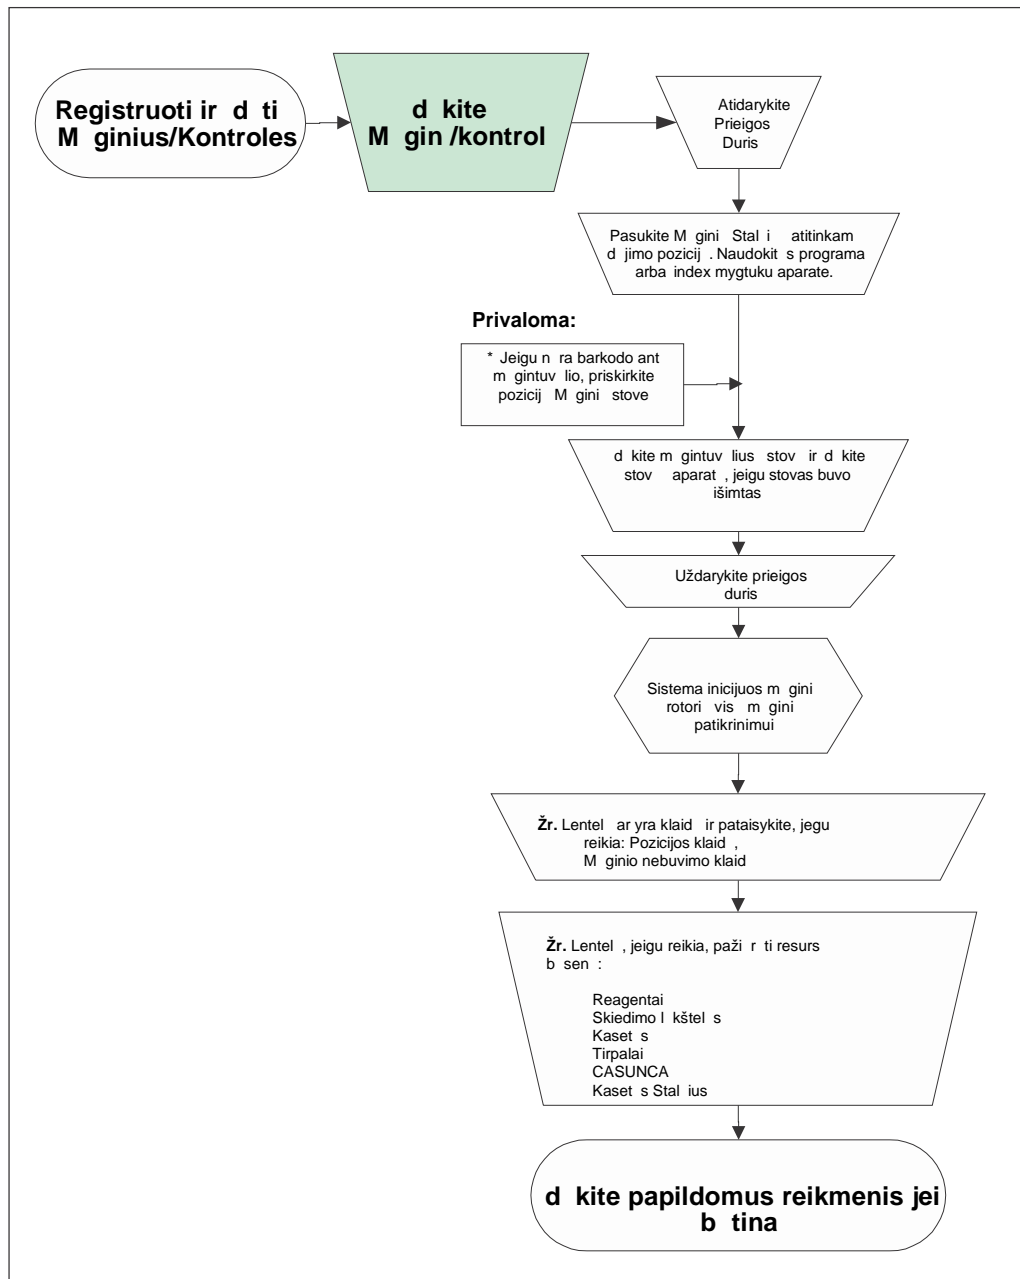 Registruoti ir d ti
M ginius/Kontroles
d kite
M gin /kontrol
Atidarykite
Prieigos
Duris
Pasukite M gini Stal i atitinkam
d jimo pozicij . Naudokit s programa
arba index mygtuku aparate.
Privaloma:
* Jeigu n ra barkodo ant
m gintuv lio, priskirkite
pozicij M gini stove
d kite m gintuv lius stov ir d kite
stov aparat , jeigu stovas buvo
išimtas
Uždarykite prieigos
duris
Sistema inicijuos m gini
rotori vis m gini
patikrinimui
Žr. Lentel ar yra klaid ir pataisykite, jegu
reikia: Pozicijos klaid ,
M ginio nebuvimo klaid
Žr. Lentel , jeigu reikia, paži r ti resurs
b sen :
Reagentai
Skiedimo l kštel s
Kaset s
Tirpalai
CASUNCA
Kaset s Stal ius
d kite papildomus reikmenis jei
b tina